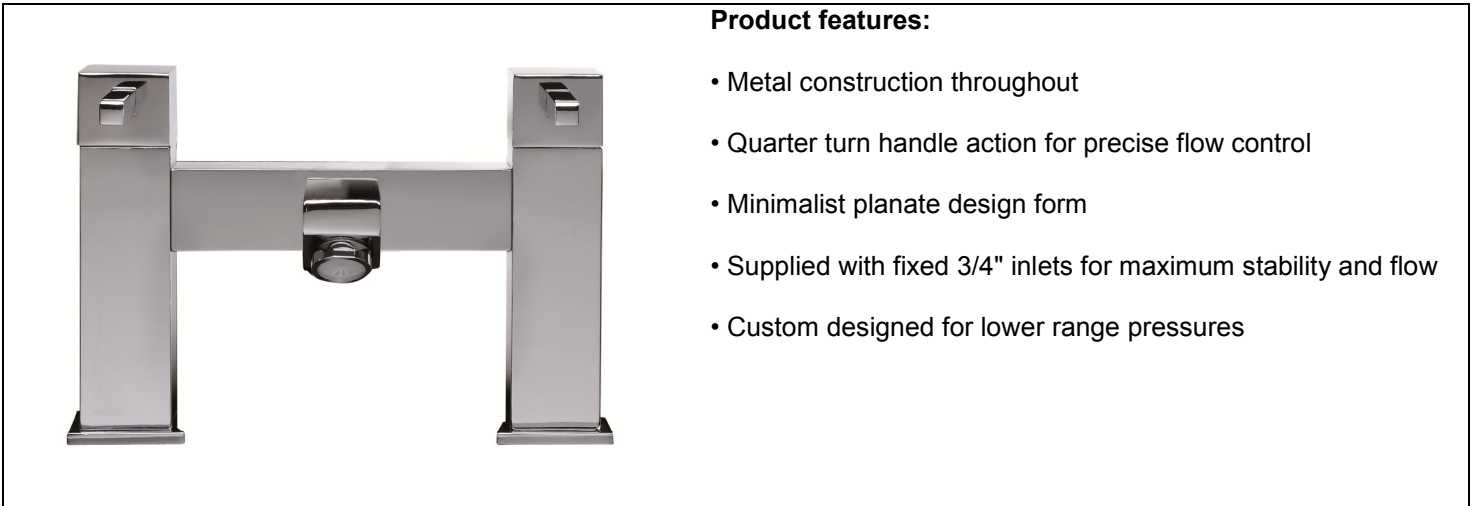 Product features:
• Metal construction throughout
• Quarter turn handle action for precise flow control
• Minimalist planate design form
• Supplied with fixed 3/4" inlets for maximum stability and flow
• Custom designed for lower range pressures